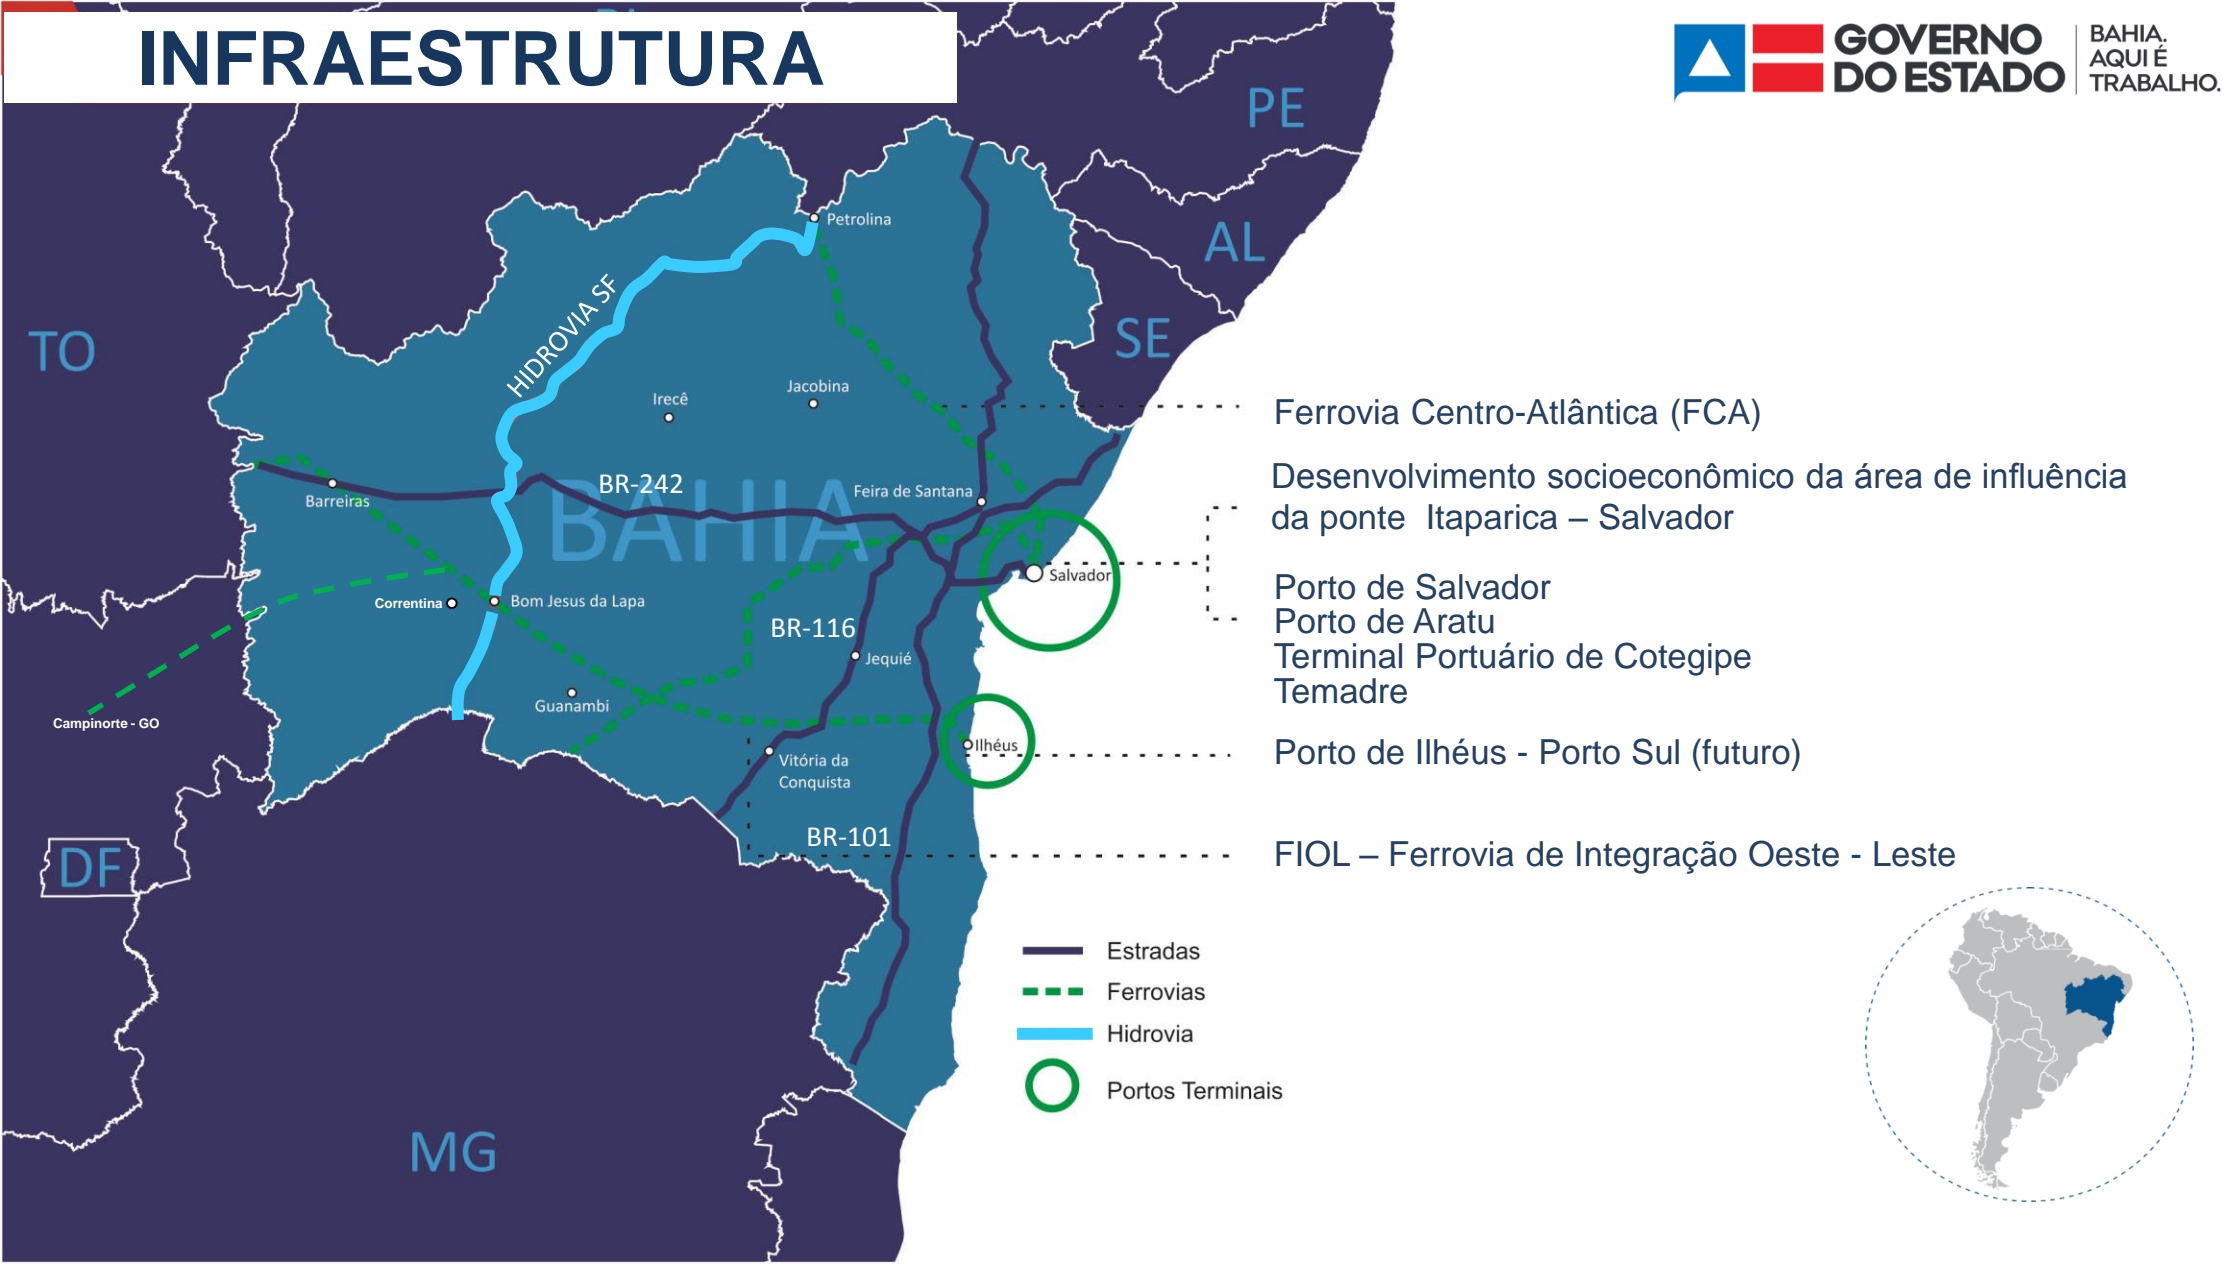 INFRAESTRUTURA
GOVERNO
DO ESTADO
BAHIA.
AQUI É
TRABALHO.
PE
AL
SE
TO
DF
MG
BAHIA
Petrolina
HIDROVIA SF
Irecê
Jacobina
BR-242
Feira de Santana
Barreiras
Salvador
Correntina
Bom Jesus da Lapa
BR-116
Jequié
Guanambi
Campinorte - GO
Ilhéus
Vitória da
Conquista
BR-101
Ferrovia Centro-Atlântica (FCA)
Desenvolvimento socioeconômico da área de influência
da ponte Itaparica – Salvador
Porto de Salvador
Porto de Aratu
Terminal Portuário de Cotegipe
Temadre
Porto de Ilhéus - Porto Sul (futuro)
FIOL – Ferrovia de Integração Oeste - Leste
Estradas
Ferrovias
Hidrovia
Portos Terminais